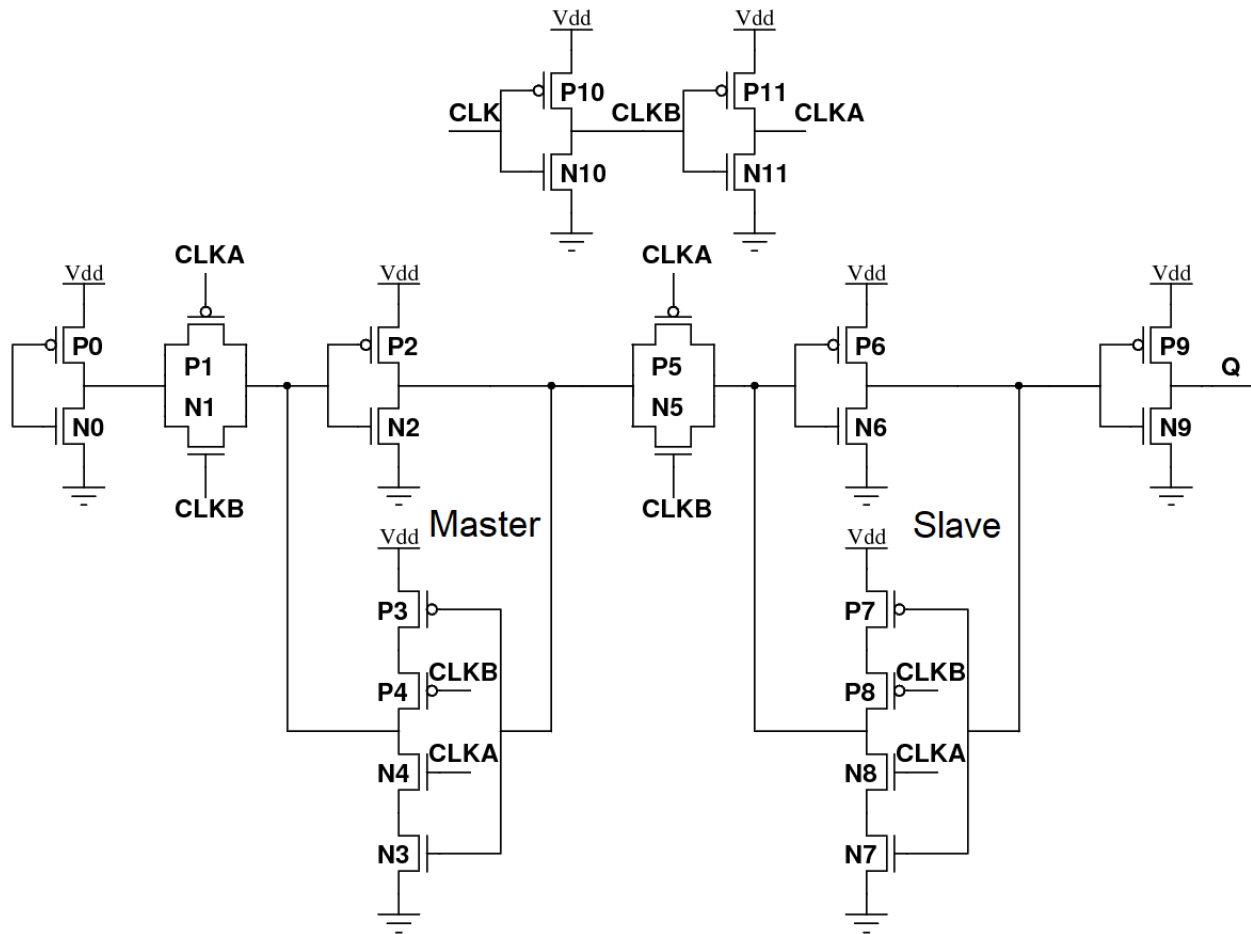 Vdd Vdd
P10 P11
CLK CLKB CLKA
N10 N11
CLKA CLKA
Vdd Vdd Vdd Vdd
P0 P2 P6 P9
P1 P5 Q
N1 N5
N0 N2 N6 N9
CLKB CLKB
Master Slave
Vdd Vdd
P3 P7
CLKB CLKB
P4 P8
CLKA CLKA
N4 N8
N3 N7